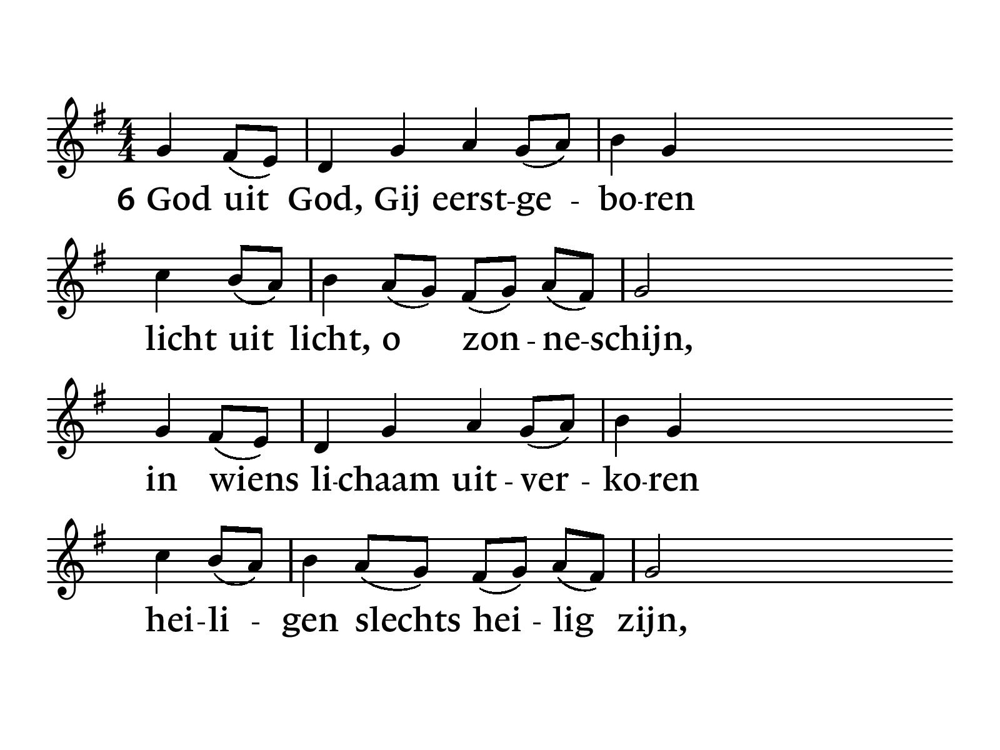 6 God uit God, Gij eerst-ge - bo-ren
licht uit licht, o zon - ne-schijn,
in wiens li-chaam uit - ver - ko-ren
hei-li - gen slechts hei - lig zijn,